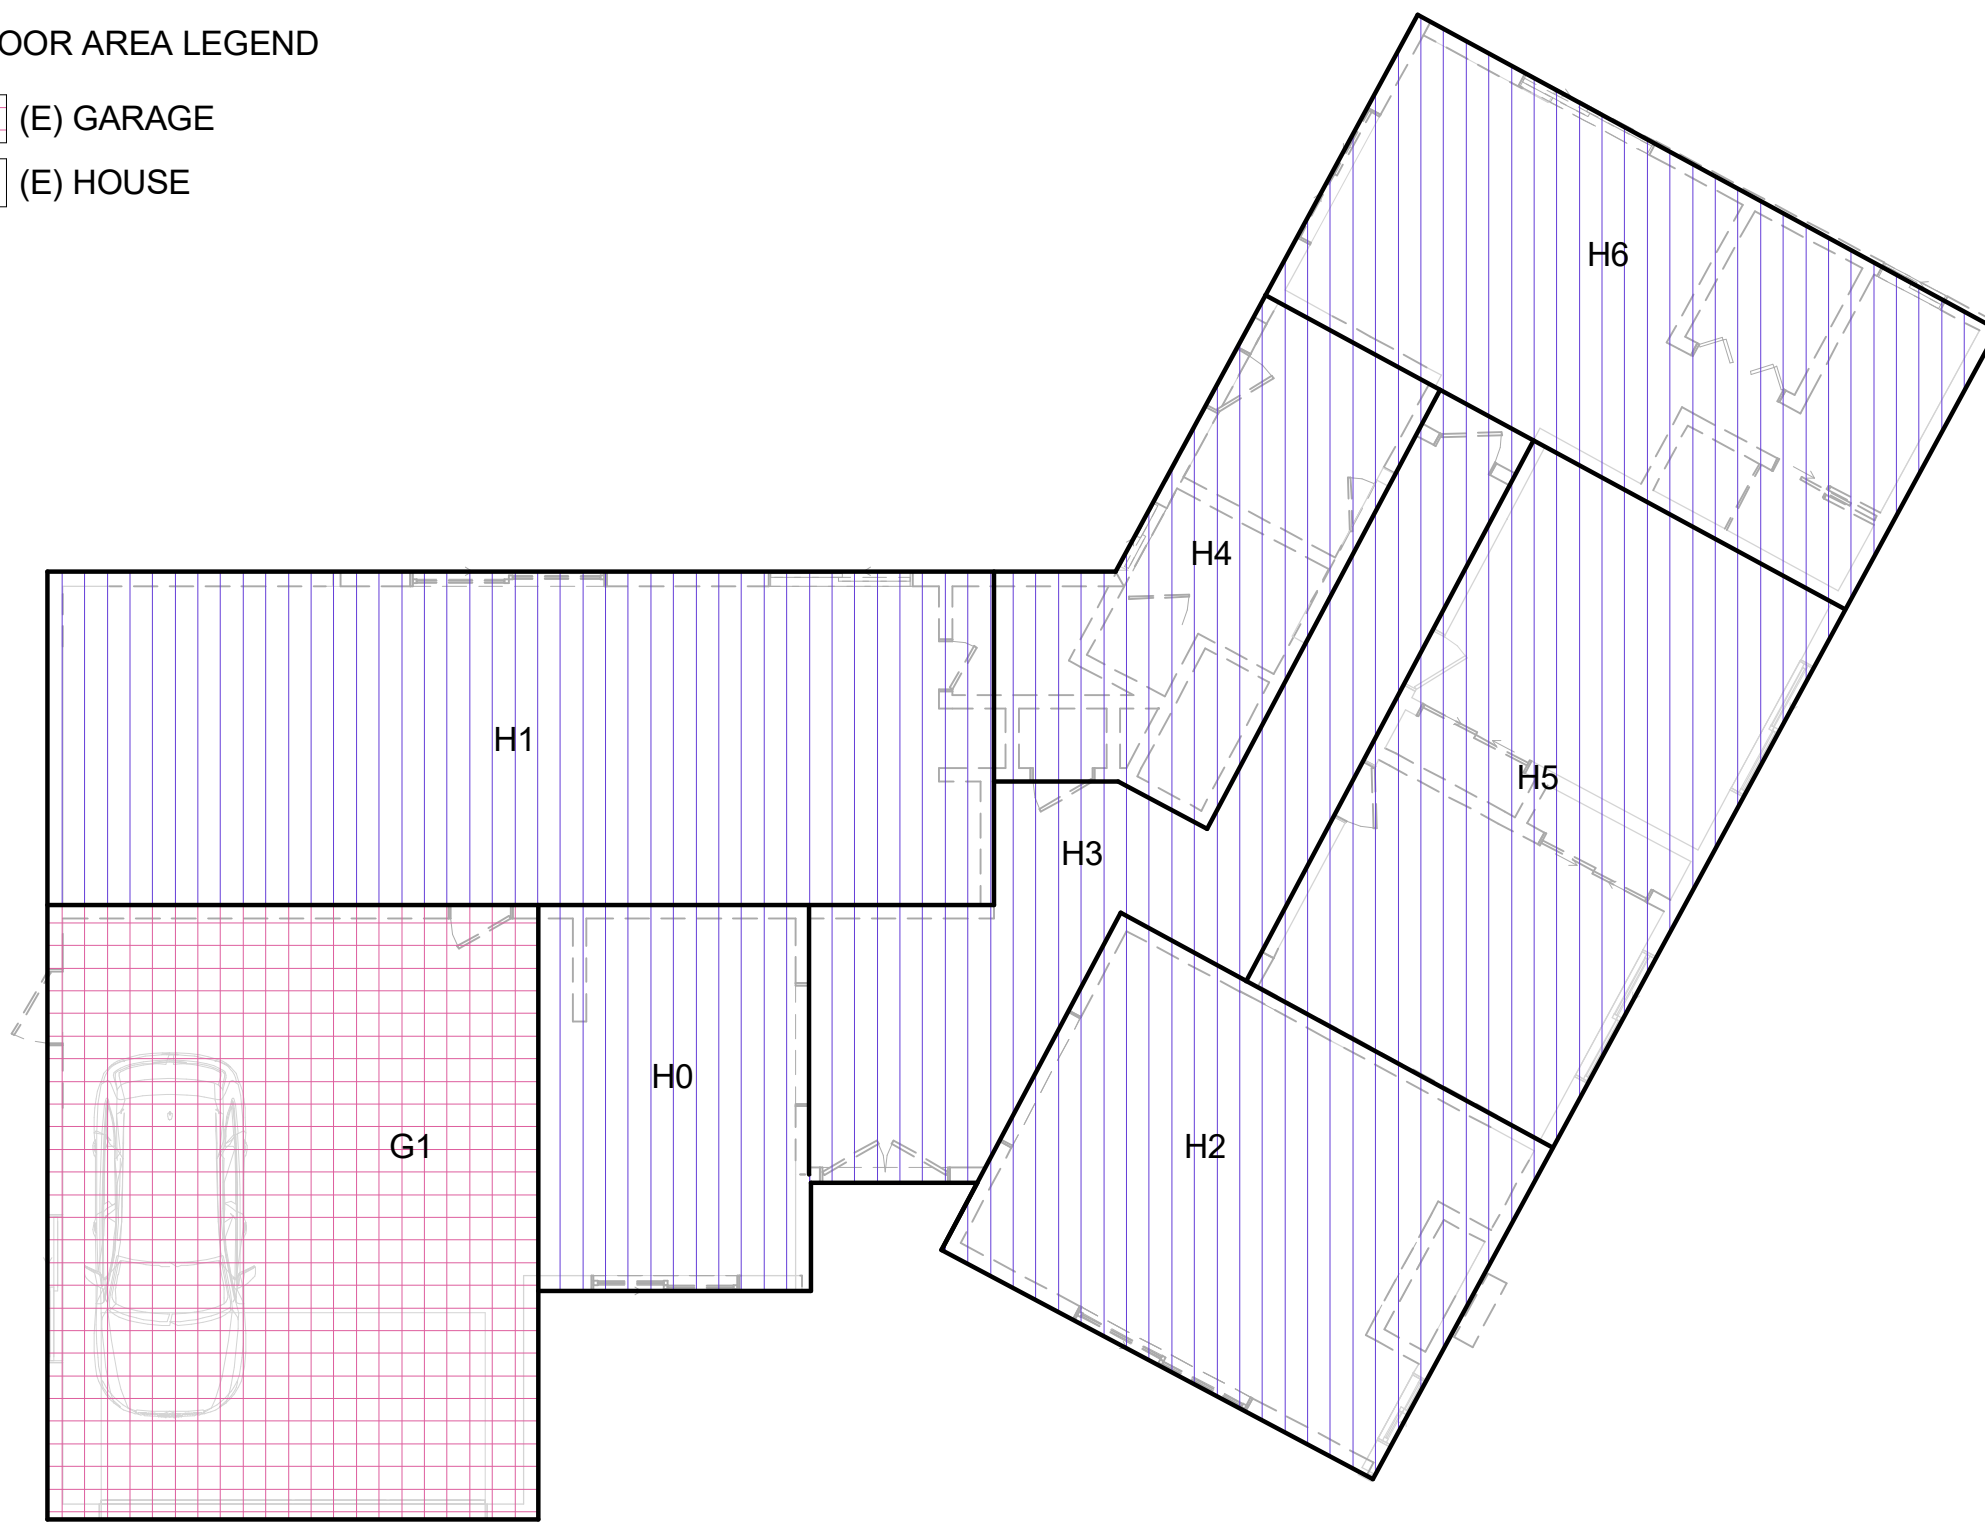 OOR AREA LEGEND
(E) GARAGE
(E) HOUSE
H6
H4
H1
H5
H3
H0
G1
H2